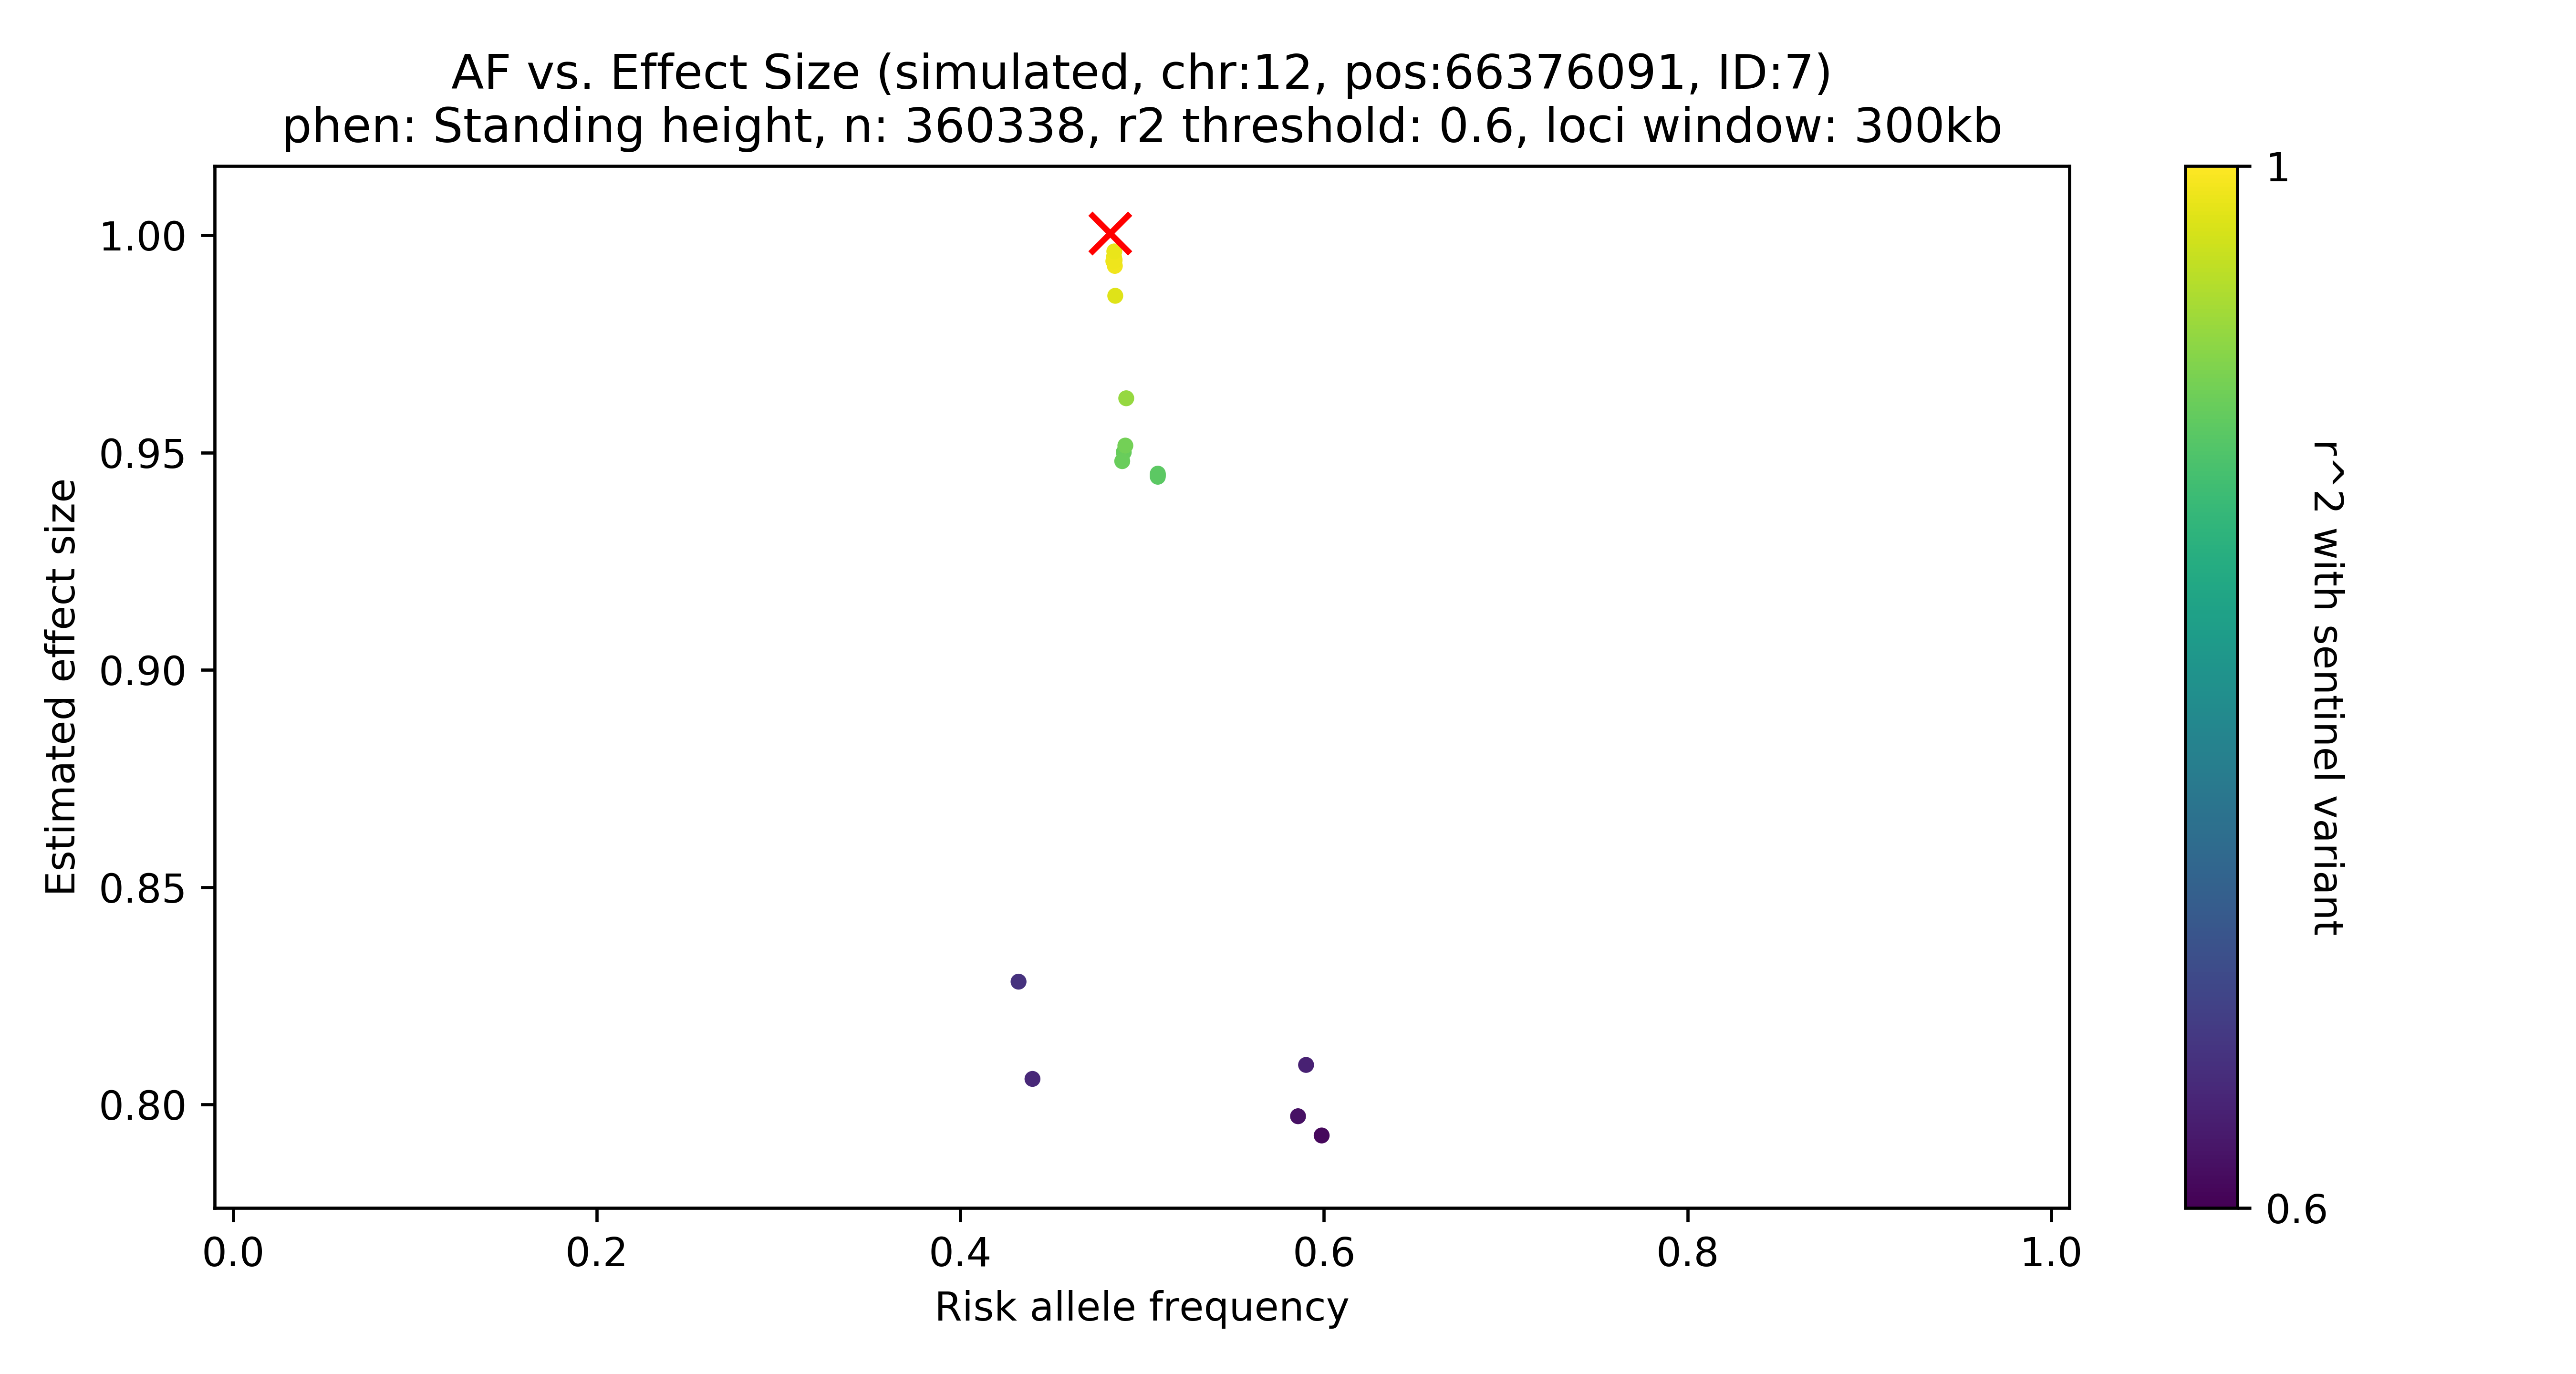 AF vs. Effect Size (simulated, chr:12, pos:66376091, ID:7)
phen: Standing height, n: 360338, r2 threshold: 0.6, loci window: 300kb
1.00
0.95
0.90
0.85
0.80
Estimated effect size
0.0
0.2
0.4
0.6
0.8
1.0
Risk allele frequency
1
0.6
r^2 with sentinel variant